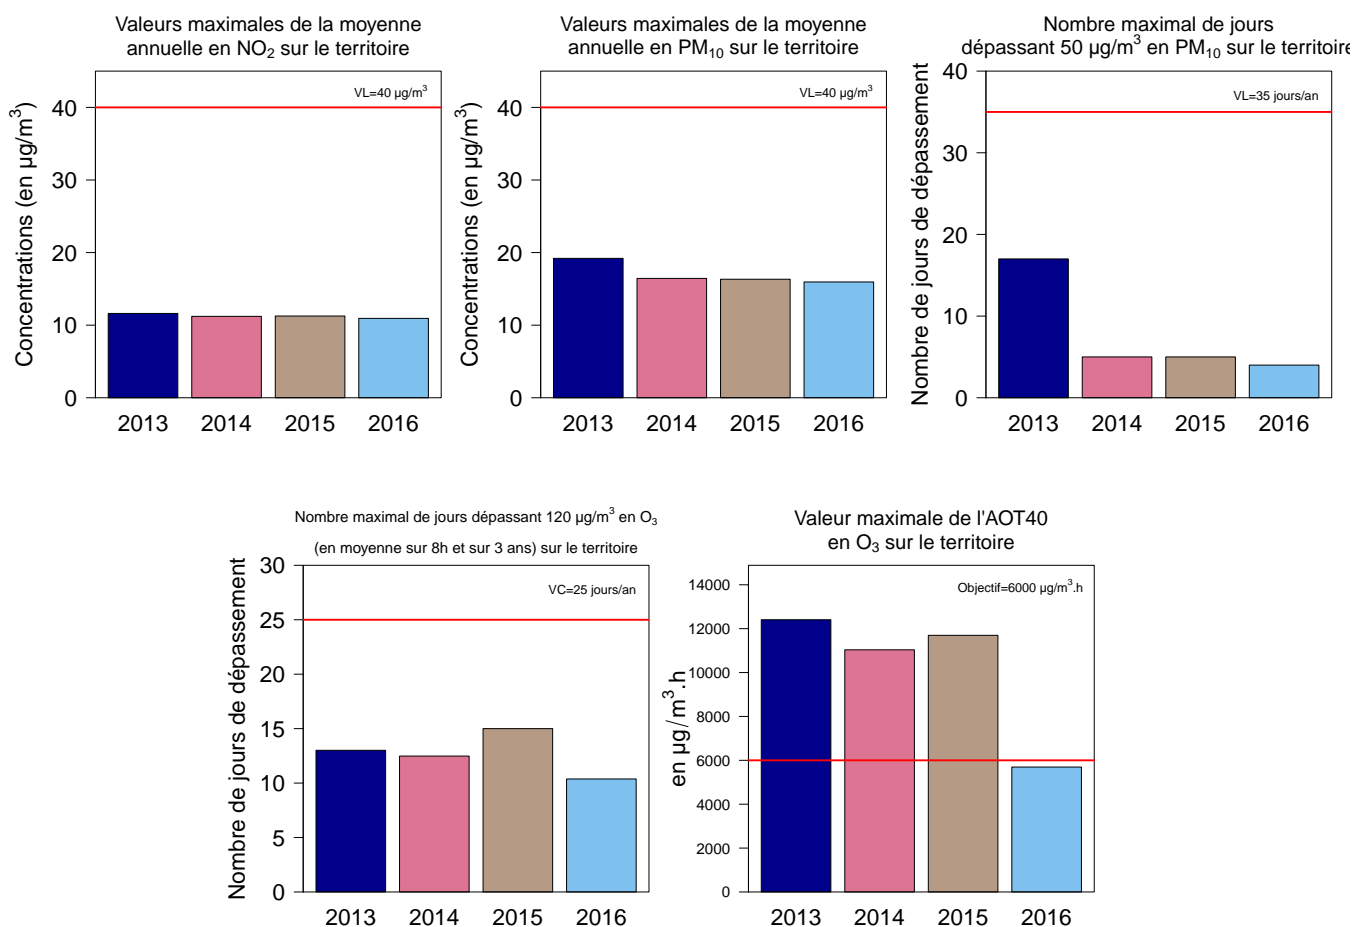 Valeurs maximales de la moyenne
annuelle en NO₂ sur le territoire
VL=40 µg/m³
Concentrations (en µg/m³)
40
30
20
10
0
2013 2014 2015 2016
Valeurs maximales de la moyenne
annuelle en PM₁₀ sur le territoire
VL=40 µg/m³
Concentrations (en µg/m³)
40
30
20
10
0
2013 2014 2015 2016
Nombre maximal de jours
dépassant 50 µg/m³ en PM₁₀ sur le territoire
VL=35 jours/an
Nombre de jours de dépassement
40
30
20
10
0
2013 2014 2015 2016
Nombre maximal de jours dépassant 120 µg/m³ en O₃
(en moyenne sur 8h et sur 3 ans) sur le territoire
VC=25 jours/an
Nombre de jours de dépassement
30
25
20
15
10
5
0
2013 2014 2015 2016
Valeur maximale de l'AOT40
en O₃ sur le territoire
Objectif=6000 µg/m³.h
en µg/m³.h
14000
12000
10000
8000
6000
4000
2000
0
2013 2014 2015 2016